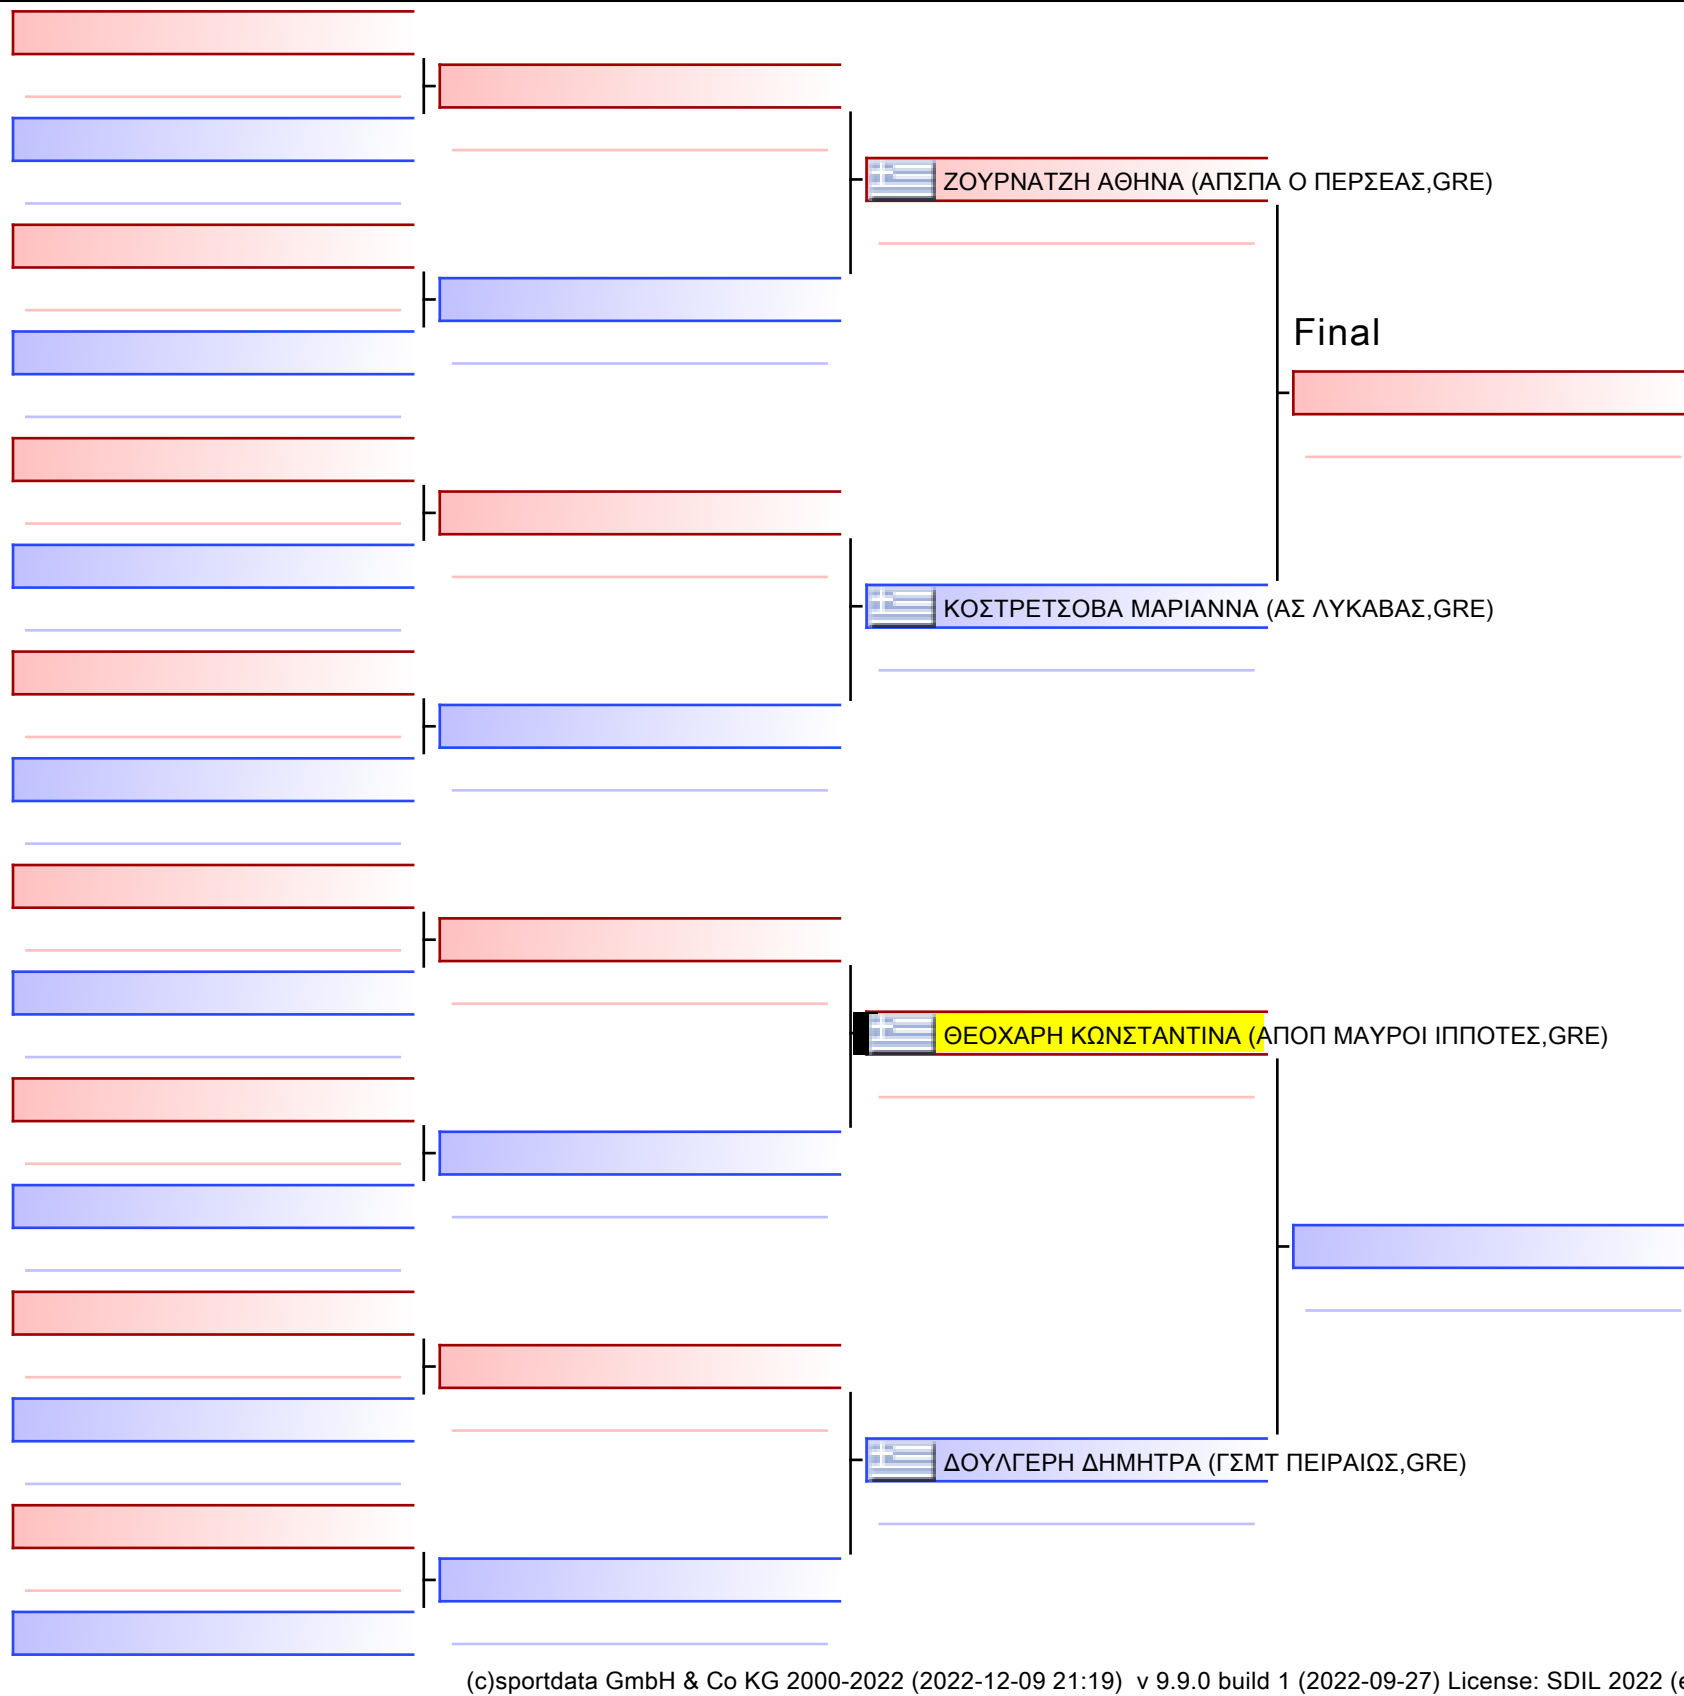 ΖΟΥΡΝΑΤΖΗ ΑΘΗΝΑ (ΑΠΣΠΑ Ο ΠΕΡΣΕΑΣ,GRE)
Final
ΚΟΣΤΡΕΤΣΟΒΑ ΜΑΡΙΑΝΝΑ (ΑΣ ΛΥΚΑΒΑΣ,GRE)
ΘΕΟΧΑΡΗ ΚΩΝΣΤΑΝΤΙΝΑ (ΑΠΟΠ ΜΑΥΡΟΙ ΙΠΠΟΤΕΣ,GRE)
ΔΟΥΛΓΕΡΗ ΔΗΜΗΤΡΑ (ΓΣΜΤ ΠΕΙΡΑΙΩΣ,GRE)
(c)sportdata GmbH & Co KG 2000-2022 (2022-12-09 21:19) v 9.9.0 build 1 (2022-09-27) License: SDIL 2022 (